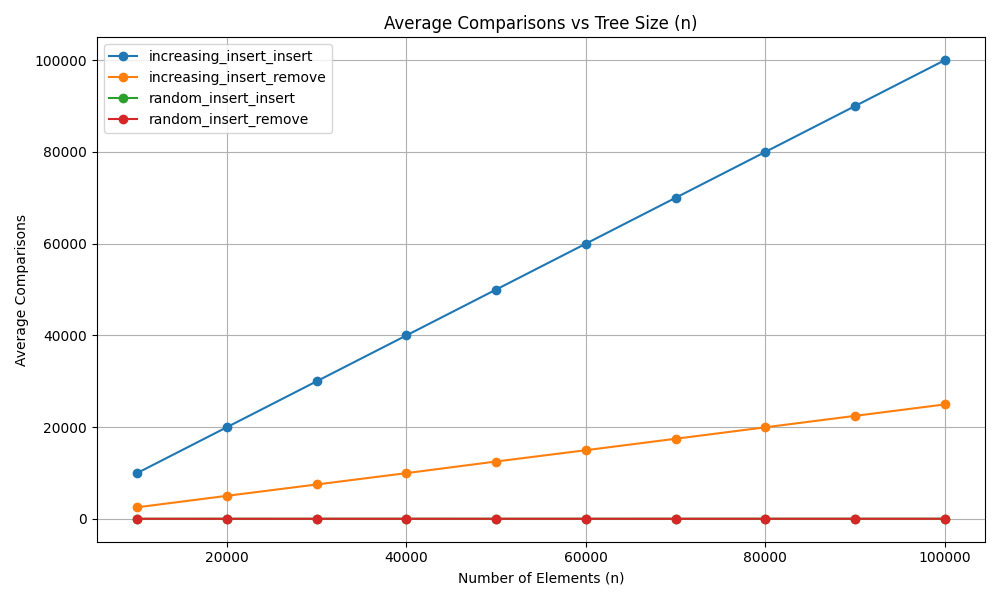 Average Comparisons vs Tree Size (n)
increasing_insert_insert
increasing_insert_remove
random_insert_insert
random_insert_remove
100000
80000
60000
40000
20000
0
Average Comparisons
20000 40000 60000 80000 100000
Number of Elements (n)